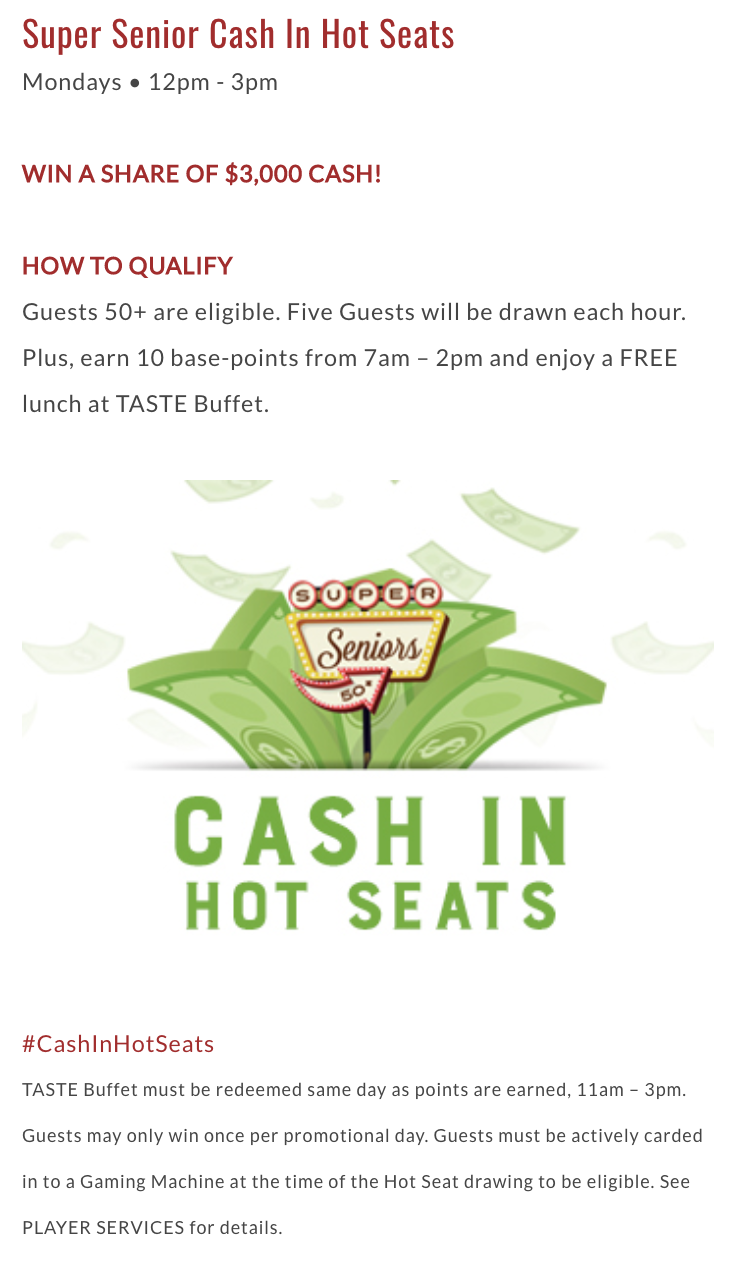 Super Senior Cash In Hot Seats
Mondays • 12pm - 3pm
WIN A SHARE OF $3,000 CASH!
HOW TO QUALIFY
Guests 50+ are eligible. Five Guests will be drawn each hour.
Plus, earn 10 base-points from 7am – 2pm and enjoy a FREE
lunch at TASTE Buffet.
SUPER
Seniors
50+
CASH IN
HOT SEATS
#CashInHotSeats
TASTE Buffet must be redeemed same day as points are earned, 11am – 3pm.
Guests may only win once per promotional day. Guests must be actively carded
in to a Gaming Machine at the time of the Hot Seat drawing to be eligible. See
PLAYER SERVICES for details.